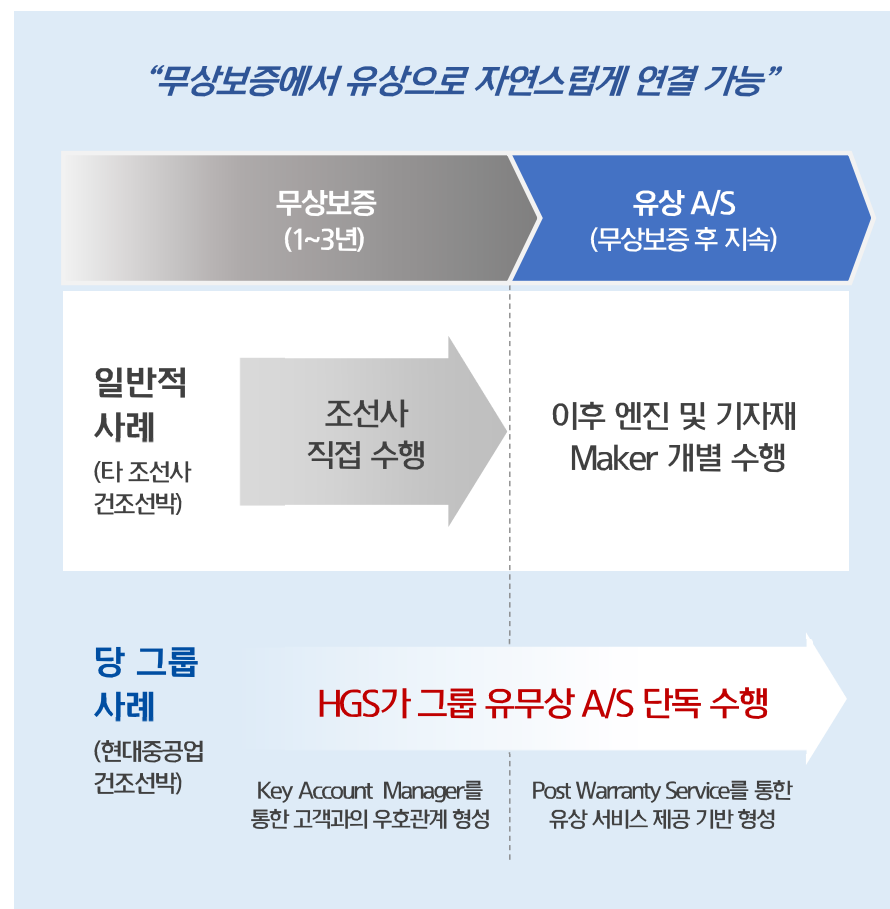 “무상보증에서 유상으로 자연스럽게 연결 가능”
무상보증
(1~3년)
유상 A/S
(무상보증 후 지속)
일반적
사례
(타 조선사
건조선박)
조선사
직접 수행
이후 엔진 및 기자재
Maker 개별 수행
당 그룹
사례
(현대중공업
건조선박)
HGS가 그룹 유무상 A/S 단독 수행
Key Account Manager를
통한 고객과의 우호관계 형성
Post Warranty Service를 통한
유상 서비스 제공 기반 형성